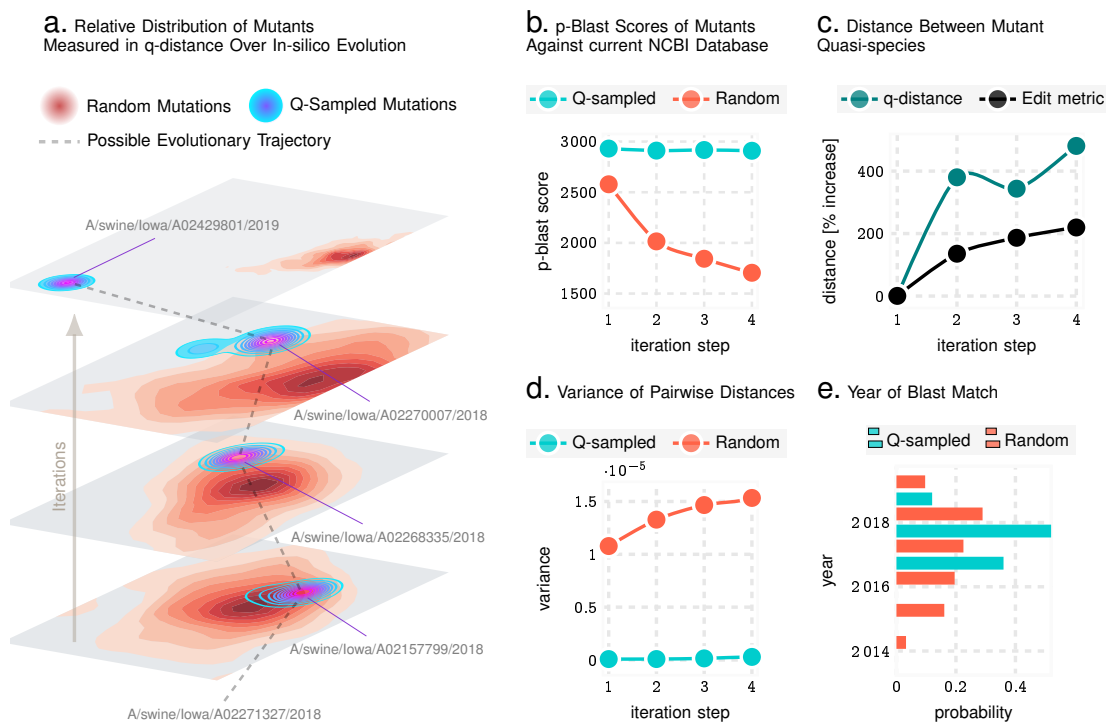 a. Relative Distribution of Mutants
Measured in q-distance Over In-silico Evolution
Random Mutations
Q-Sampled Mutations
Possible Evolutionary Trajectory
A/swine/Iowa/A02429801/2019
A/swine/Iowa/A02270007/2018
A/swine/Iowa/A02268335/2018
A/swine/Iowa/A02157799/2018
A/swine/Iowa/A02271327/2018
Iterations
b. p-Blast Scores of Mutants
Against current NCBI Database
Q-sampled
Random
3000
2500
2000
1500
p-blast score
1 2 3 4
iteration step
c. Distance Between Mutant
Quasi-species
q-distance
Edit metric
400
200
0
distance [% increase]
1 2 3 4
iteration step
d. Variance of Pairwise Distances
Q-sampled
Random
·10⁻⁵
1.5
1
0.5
0
variance
1 2 3 4
iteration step
e. Year of Blast Match
Q-sampled
Random
2018
2016
2014
year
0 0.2 0.4
probability